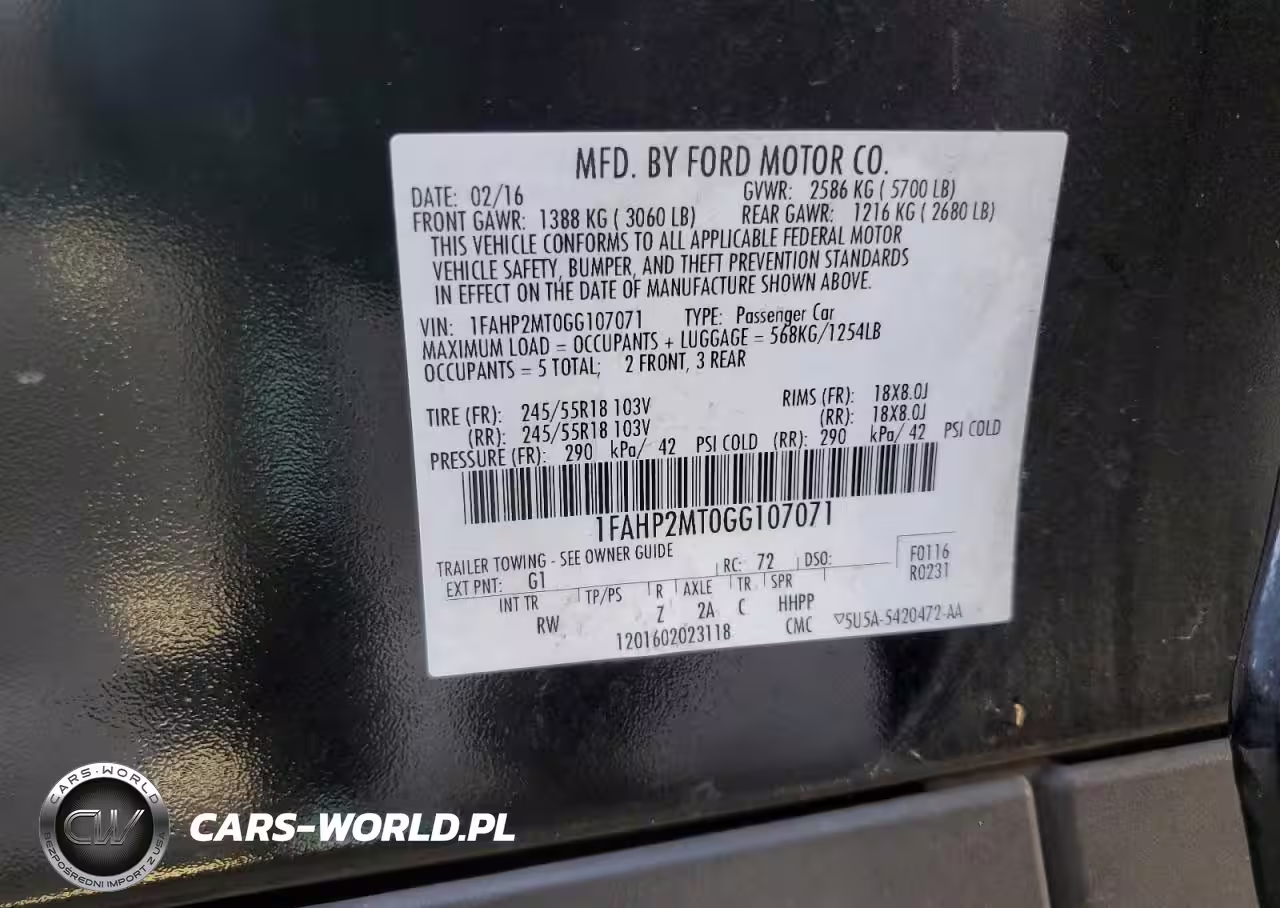 MFD. BY FORD MOTOR CO.
DATE: 02/16 GVWR: 2586 KG ( 5700 LB)
FRONT GAWR: 1388 KG ( 3060 LB) REAR GAWR: 1216 KG ( 2680 LB)
THIS VEHICLE CONFORMS TO ALL APPLICABLE FEDERAL MOTOR
VEHICLE SAFETY, BUMPER, AND THEFT PREVENTION STANDARDS
IN EFFECT ON THE DATE OF MANUFACTURE SHOWN ABOVE.
VIN: 1FAHP2MT0GG107071 TYPE: Passenger Car
MAXIMUM LOAD = OCCUPANTS + LUGGAGE = 568KG/1254LB
OCCUPANTS = 5 TOTAL; 2 FRONT, 3 REAR
TIRE (FR): 245/55R18 103V RIMS (FR): 18X8.0J
(RR): 245/55R18 103V (RR): 18X8.0J
PRESSURE (FR): 290 kPa/ 42 PSI COLD (RR): 290 kPa/ 42 PSI COLD
1FAHP2MT0GG107071
TRAILER TOWING - SEE OWNER GUIDE
EXT PNT: G1 RC: 72 DSO: F0116
R0231
INT TR TP/PS R AXLE TR SPR
RW Z 2A C HHPP
1201602023118 CMC ▽5U5A-5420472-AA
CARS-WORLD
CW
BEZPOŚREDNI IMPORT Z USA
CARS-WORLD.PL